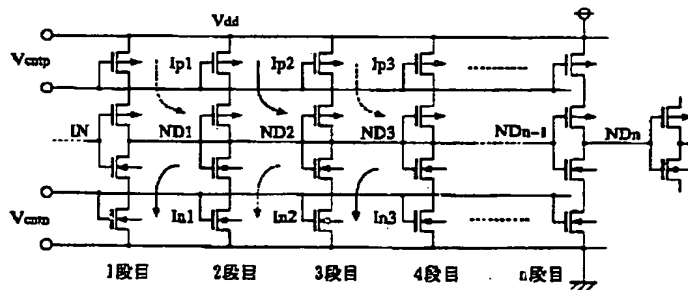 Vdd
Vcntp
Ip1 Ip2 Ip3
IN ND1 ND2 ND3 NDn-1 NDn
Vcntn
In1 In2 In3
1段目 2段目 3段目 4段目 n段目